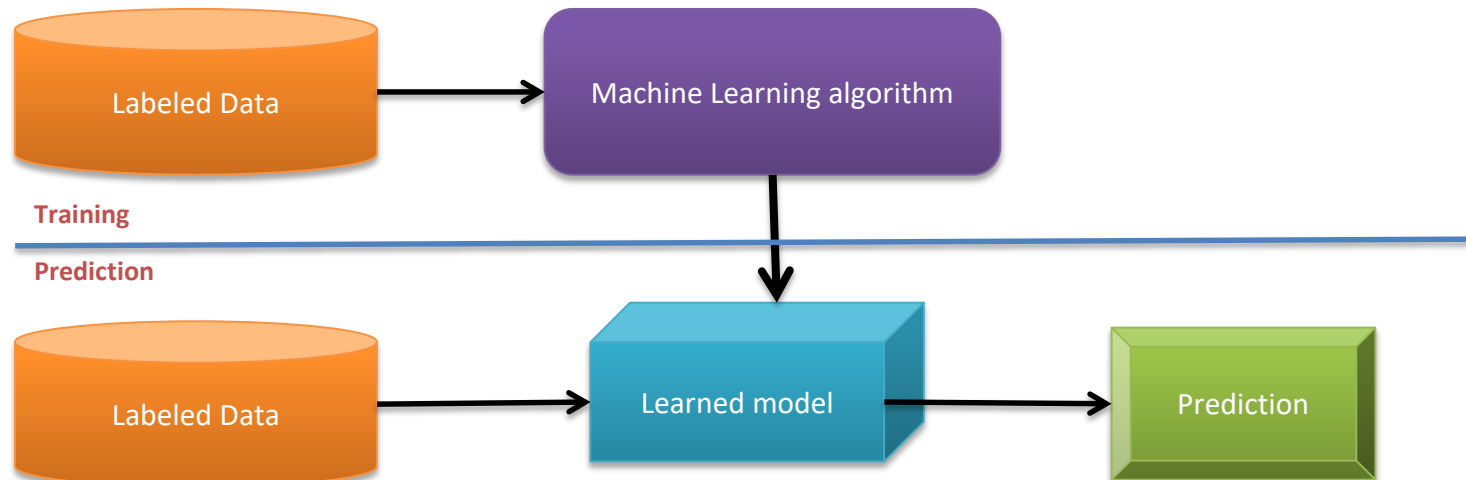 Labeled Data
Machine Learning algorithm
Training
Prediction
Labeled Data
Learned model
Prediction